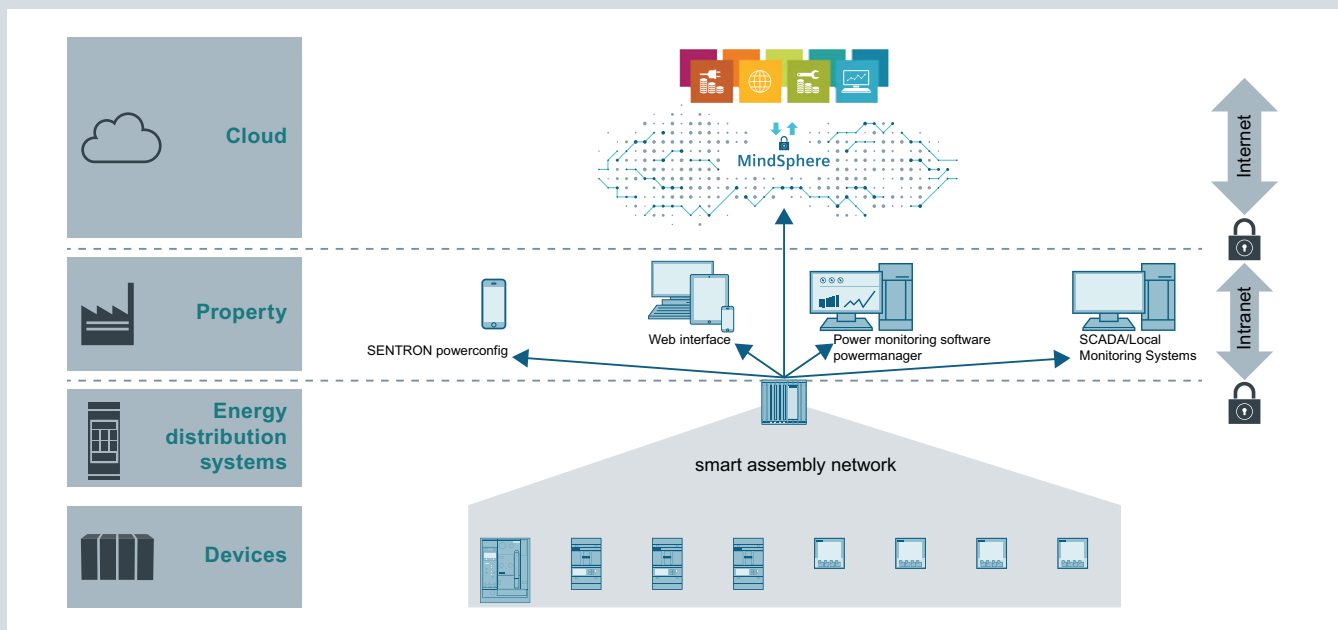 Cloud
MindSphere
Internet
Property
SENTRON powerconfig
Web interface
Power monitoring software
powermanager
SCADA/Local
Monitoring Systems
Intranet
Energy
distribution
systems
smart assembly network
Devices